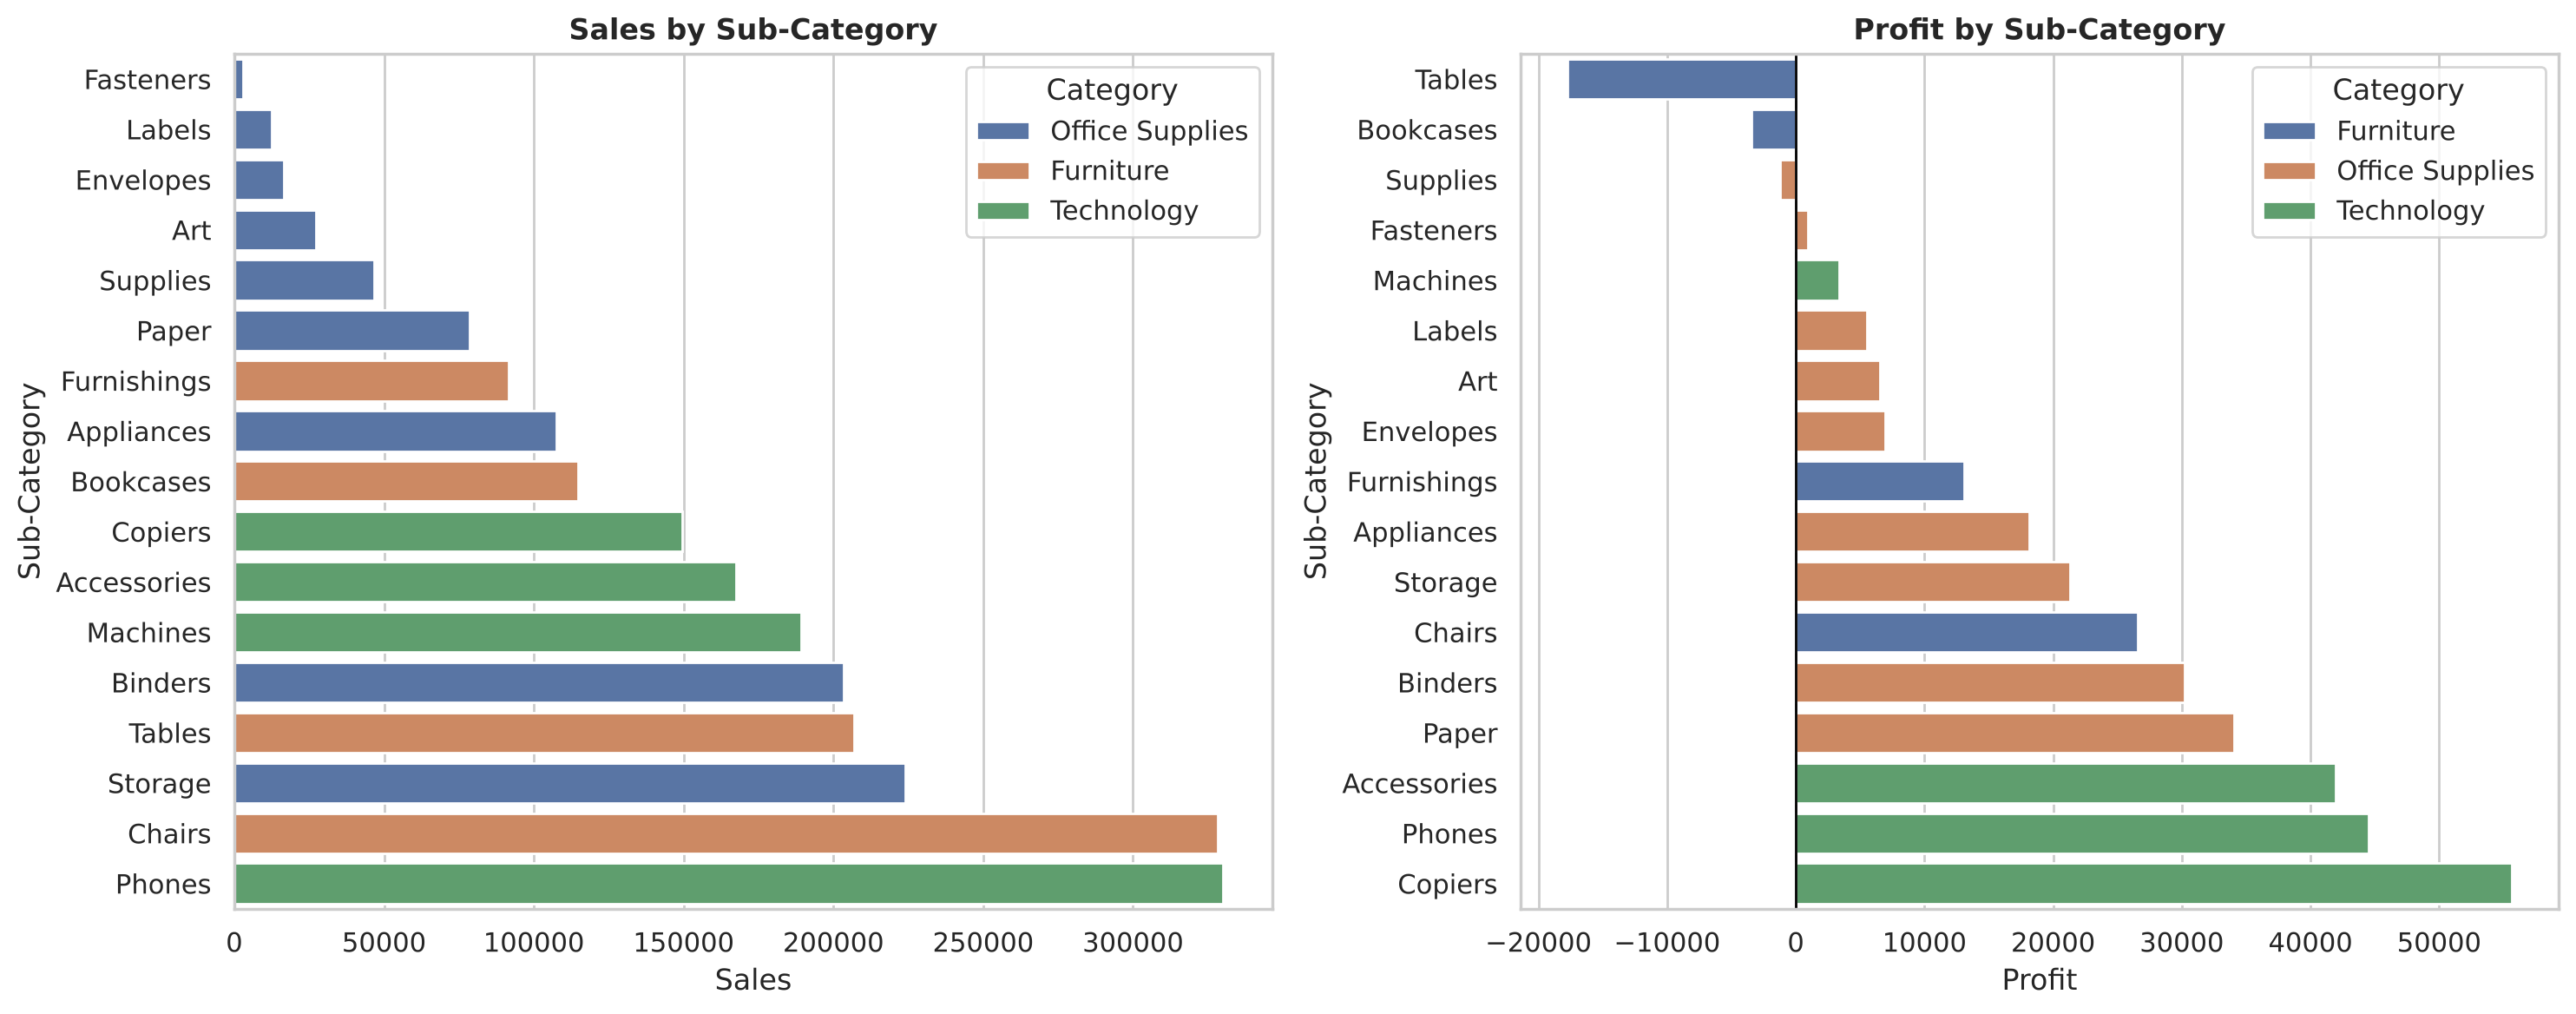 Sales by Sub-Category
Sub-Category
Fasteners
Labels
Envelopes
Art
Supplies
Paper
Furnishings
Appliances
Bookcases
Copiers
Accessories
Machines
Binders
Tables
Storage
Chairs
Phones
Category
Office Supplies
Furniture
Technology
0 50000 100000 150000 200000 250000 300000
Sales
Profit by Sub-Category
Sub-Category
Tables
Bookcases
Supplies
Fasteners
Machines
Labels
Art
Envelopes
Furnishings
Appliances
Storage
Chairs
Binders
Paper
Accessories
Phones
Copiers
Category
Furniture
Office Supplies
Technology
−20000 −10000 0 10000 20000 30000 40000 50000
Profit